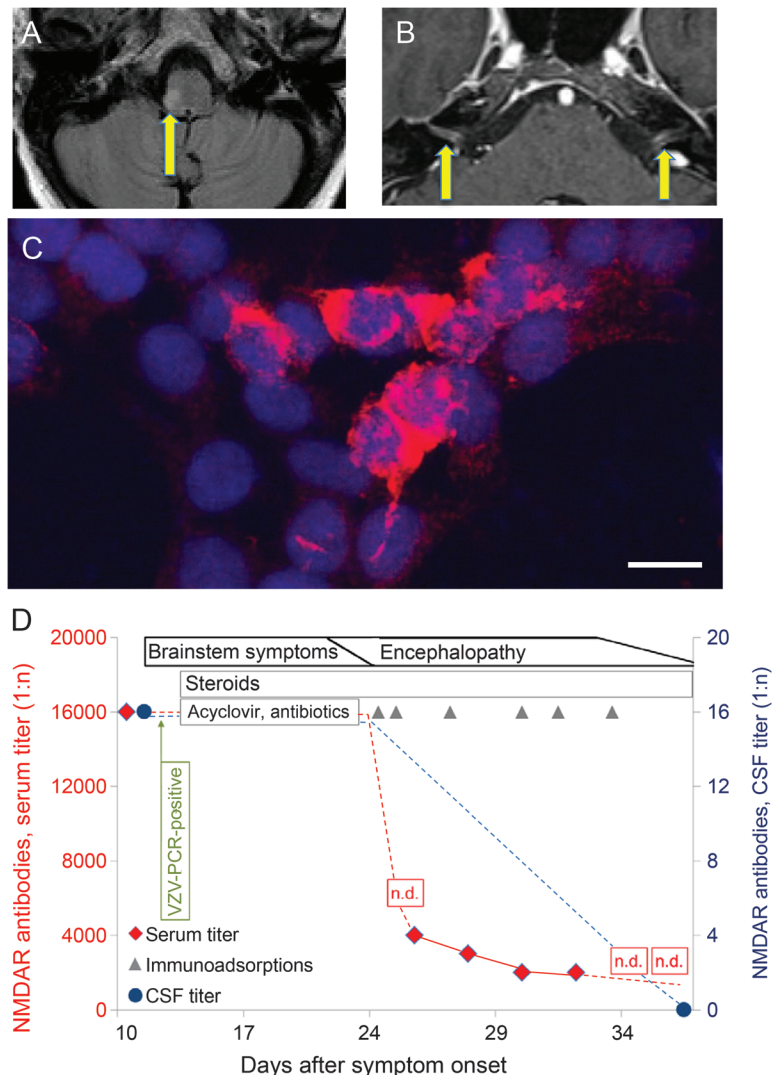 A
B
C
D
20000
16000
12000
8000
4000
0
NMDAR antibodies, serum titer (1:n)
Brainstem symptoms
Encephalopathy
Steroids
Acyclovir, antibiotics
VZV-PCR-positive
n.d.
n.d.
n.d.
Serum titer
Immunoadsorptions
CSF titer
20
16
12
8
4
0
NMDAR antibodies, CSF titer (1:n)
10
17
24
29
34
Days after symptom onset